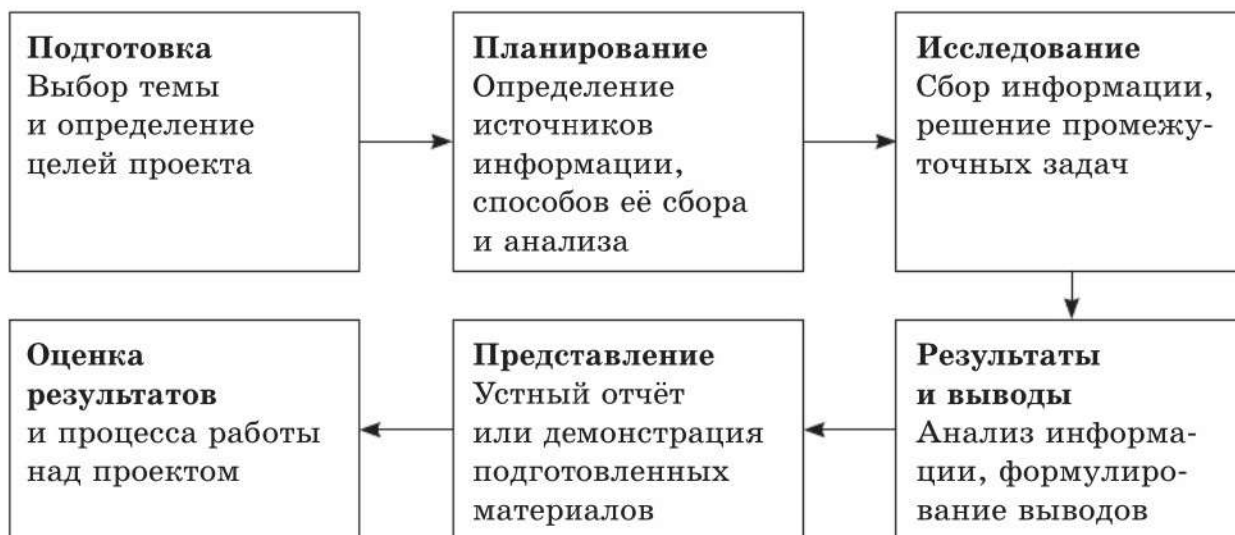 Подготовка
Выбор темы
и определение
целей проекта
Планирование
Определение
источников
информации,
способов её сбора
и анализа
Исследование
Сбор информации,
решение промежу-
точных задач
Результаты
и выводы
Анализ информа-
ции, формулиро-
вание выводов
Представление
Устный отчёт
или демонстрация
подготовленных
материалов
Оценка
результатов
и процесса работы
над проектом